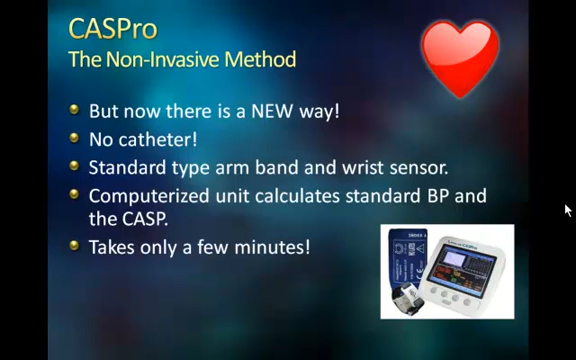 CASPro
The Non-Invasive Method
But now there is a NEW way!
No catheter!
Standard type arm band and wrist sensor.
Computerized unit calculates standard BP and
the CASP.
Takes only a few minutes!
CASPro